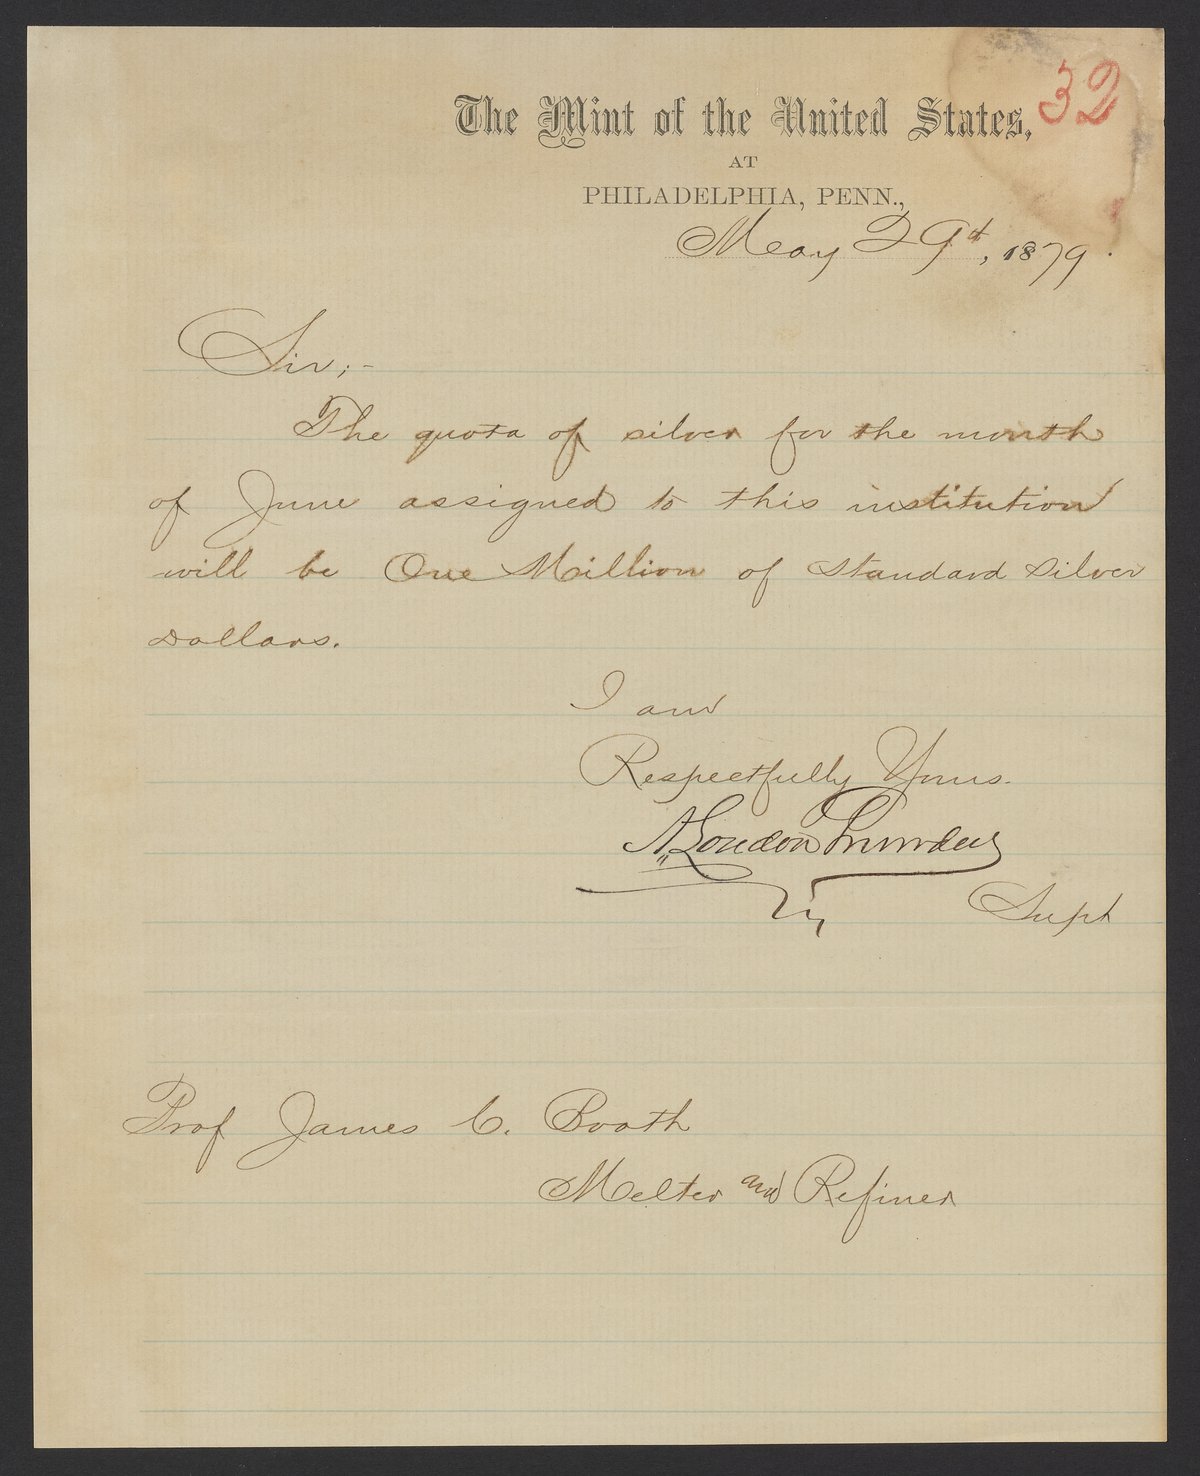 32
The Mint of the United States,
AT
PHILADELPHIA, PENN.,
May 29th, 1879.
Sir;-
The quota of silver for the month
of June assigned to this institution
will be One Million of Standard Silver
Dollars.
I am
Respectfully Yours.
A. Loudon Snowden
Supt
Prof James C. Booth
Melter and Refiner